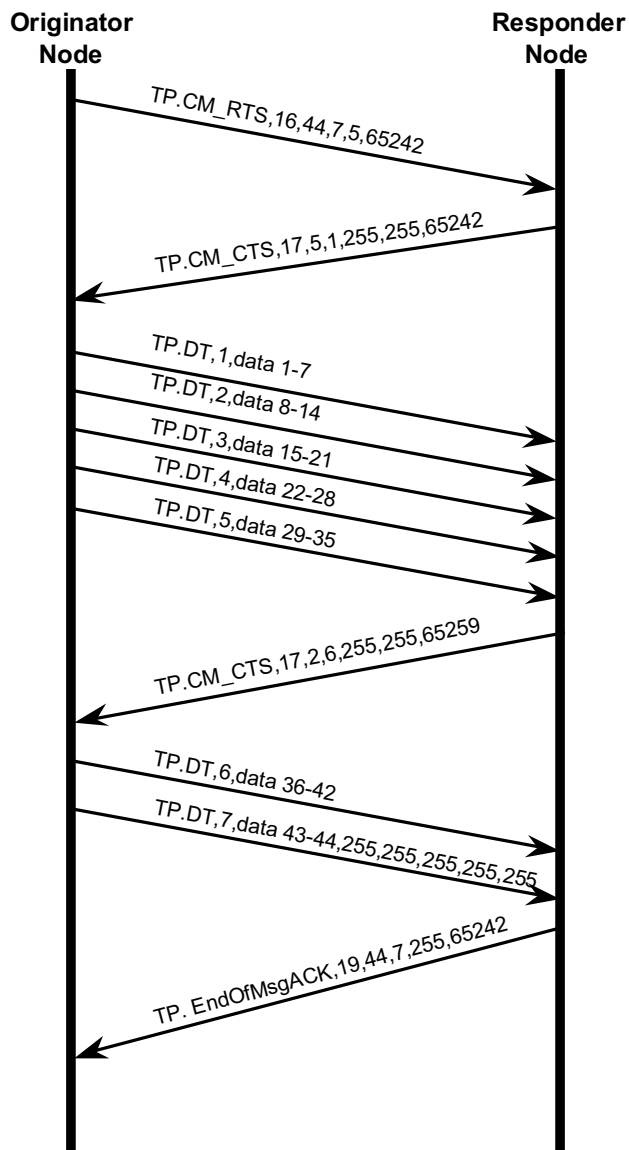 Originator
Node
Responder
Node
TP.CM_RTS,16,44,7,5,65242
TP.CM_CTS,17,5,1,255,255,65242
TP.DT,1,data 1-7
TP.DT,2,data 8-14
TP.DT,3,data 15-21
TP.DT,4,data 22-28
TP.DT,5,data 29-35
TP.CM_CTS,17,2,6,255,255,65259
TP.DT,6,data 36-42
TP.DT,7,data 43-44,255,255,255,255,255
TP. EndOfMsgACK,19,44,7,255,65242